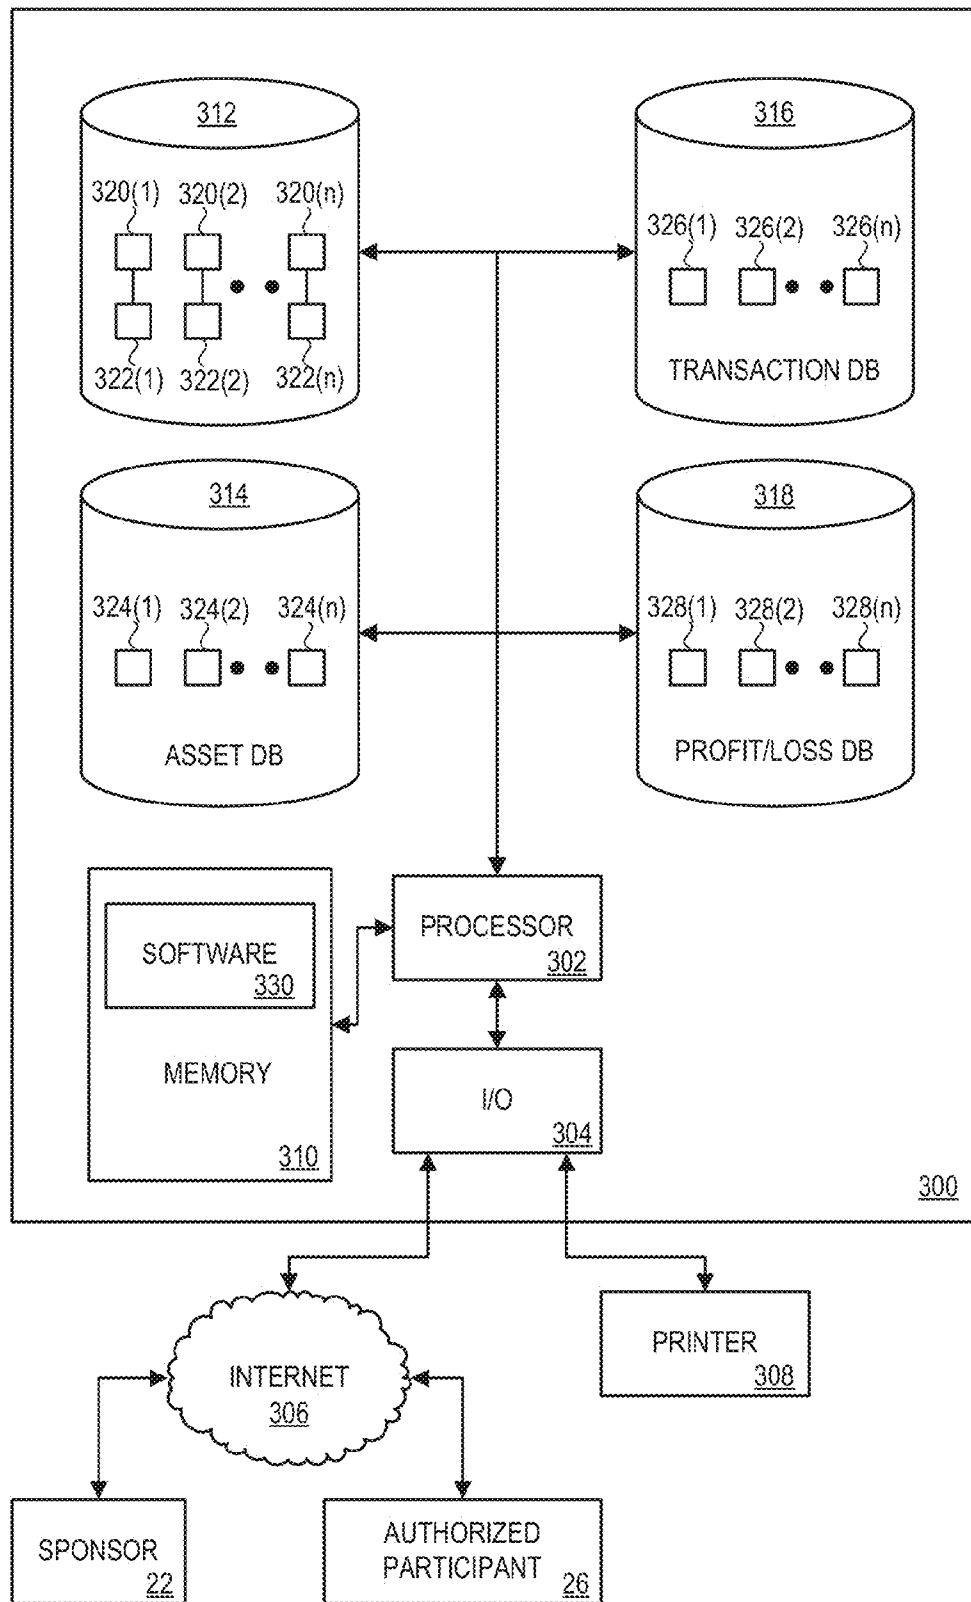 312
320(1) 320(2) 320(n)
322(1) 322(2) 322(n)
316
326(1) 326(2) 326(n)
TRANSACTION DB
314
324(1) 324(2) 324(n)
ASSET DB
318
328(1) 328(2) 328(n)
PROFIT/LOSS DB
SOFTWARE
330
MEMORY
310
PROCESSOR
302
I/O
304
300
INTERNET
306
PRINTER
308
SPONSOR
22
AUTHORIZED
PARTICIPANT
26